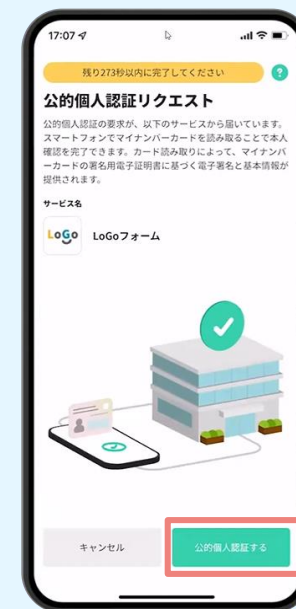 17:07
残り273秒以内に完了してください
?
公的個人認証リクエスト
公的個人認証の要求が、以下のサービスから届いています。
スマートフォンでマイナンバーカードを読み取ることで本人
確認を完了できます。カード読み取りによって、マイナンバ
ーカードの署名用電子証明書に基づく電子署名と基本情報が
提供されます。
サービス名
LoGo
LoGoフォーム
キャンセル
公的個人認証する